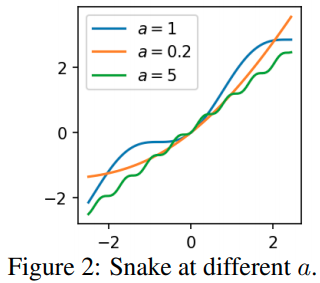 a = 1
a = 0.2
a = 5
2
0
−2
−2 0 2
Figure 2: Snake at different a.